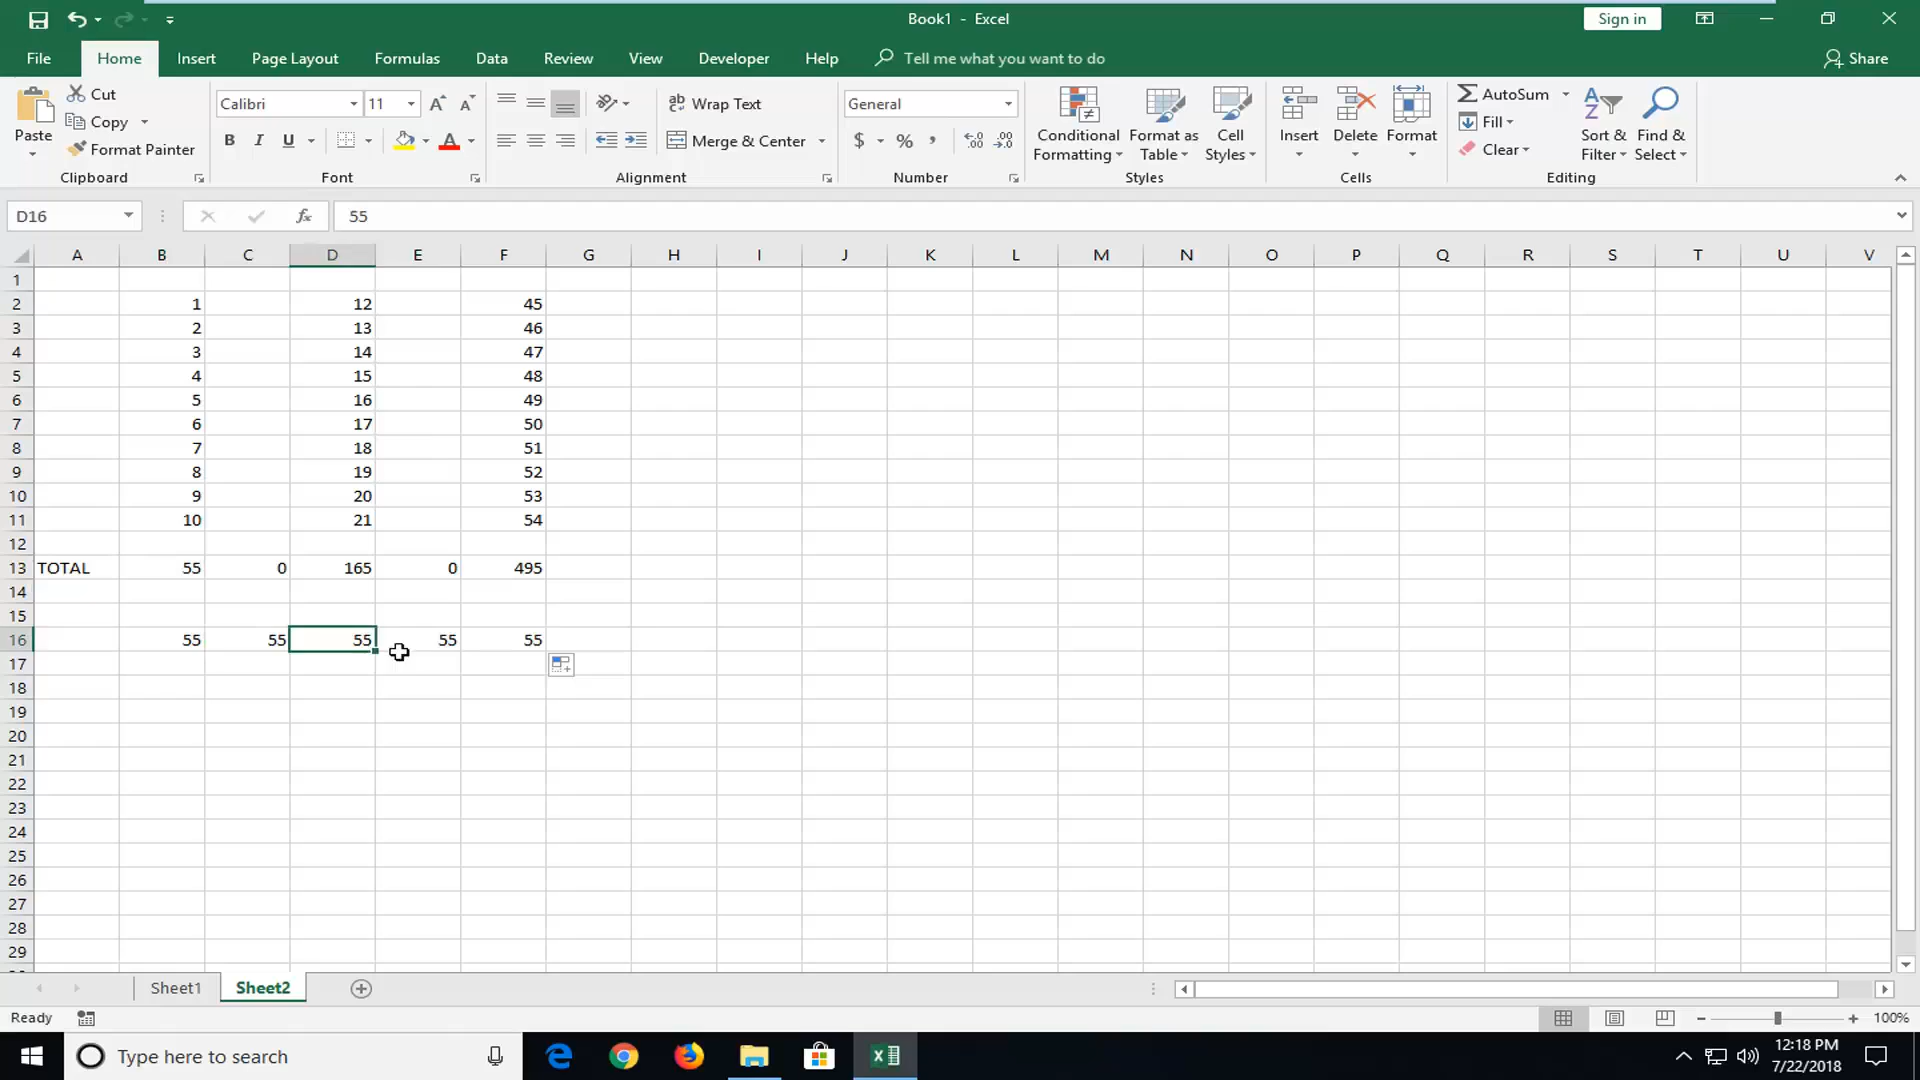 Book1 - Excel
Sign in
File Home Insert Page Layout Formulas Data Review View Developer Help Tell me what you want to do Share
Paste
Cut
Copy
Format Painter
Clipboard
Calibri 11
B I U
Font
Wrap Text
Merge & Center
Alignment
General
$ % ,
Number
Conditional Formatting
Format as Table
Cell Styles
Styles
Insert
Delete
Format
Cells
AutoSum
Fill
Clear
Sort & Filter
Find & Select
Editing
D16 fx 55
A B C D E F G H I J K L M N O P Q R S T U V
1
2 1 12 45
3 2 13 46
4 3 14 47
5 4 15 48
6 5 16 49
7 6 17 50
8 7 18 51
9 8 19 52
10 9 20 53
11 10 21 54
12
13 TOTAL 55 0 165 0 495
14
15
16 55 55 55 55 55
17
18
19
20
21
22
23
24
25
26
27
28
29
Sheet1 Sheet2
Ready
100%
Type here to search
12:18 PM
7/22/2018